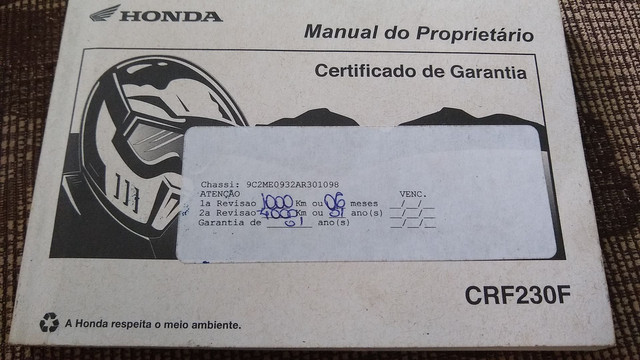 HONDA
Manual do Proprietário
Certificado de Garantia
Chassi: 9C2ME0932AR301098
ATENÇÃO VENC.
1a Revisao 1000 Km ou 06 meses __/__/__
2a Revisao 4000 Km ou 01 ano(s) __/__/__
Garantia de 01 ano(s) __/__/__
CRF230F
A Honda respeita o meio ambiente.